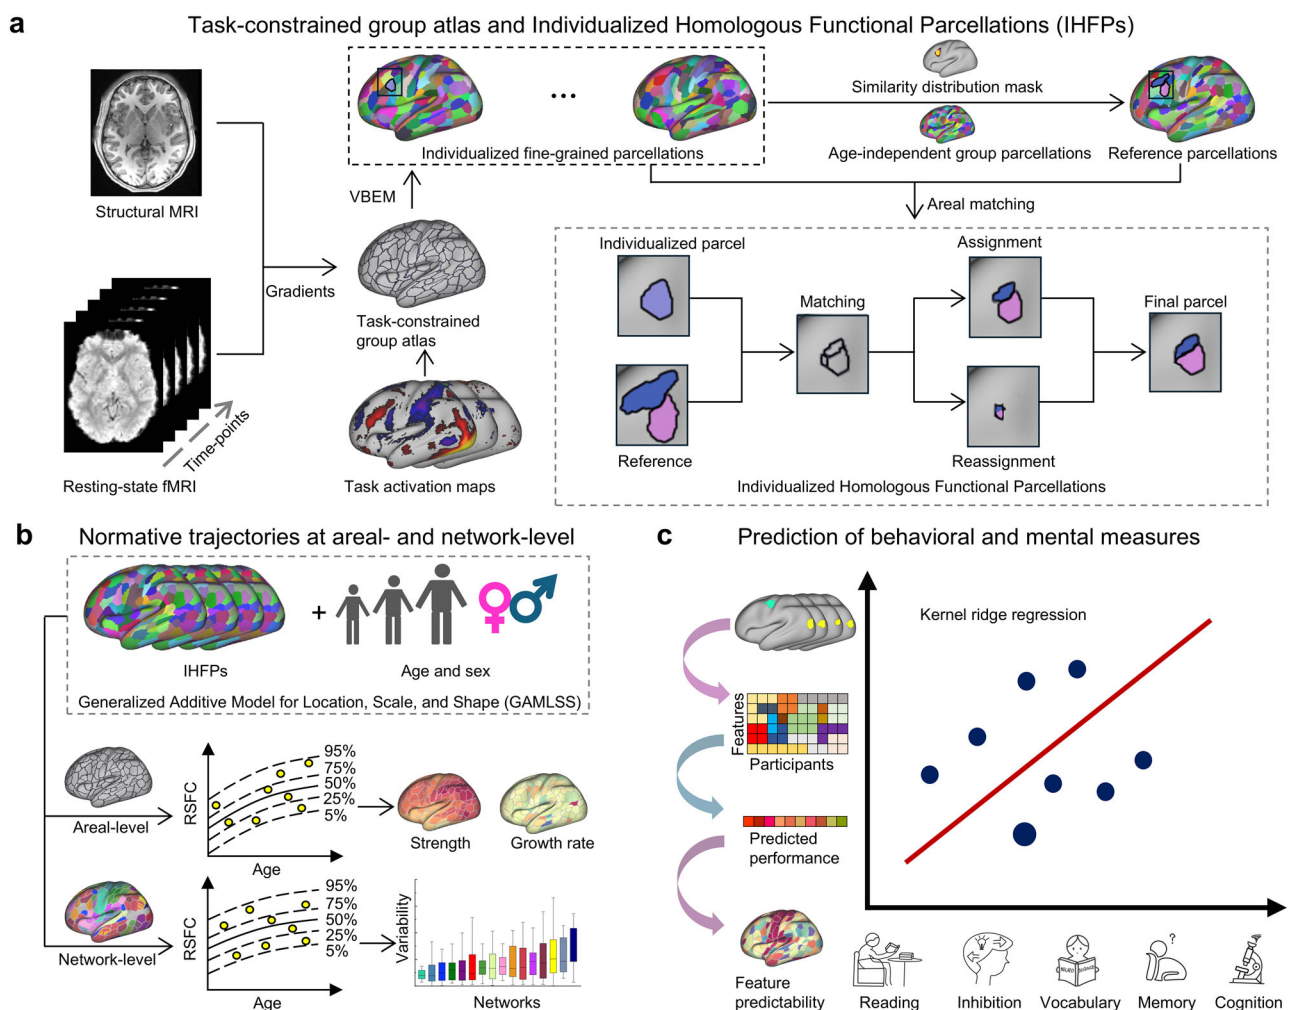 a
Task-constrained group atlas and Individualized Homologous Functional Parcellations (IHFPs)
Structural MRI
Resting-state fMRI
Time-points
Gradients
VBEM
Task-constrained
group atlas
Task activation maps
...
Individualized fine-grained parcellations
Similarity distribution mask
Age-independent group parcellations
Reference parcellations
Areal matching
Individualized parcel
Reference
Matching
Assignment
Reassignment
Final parcel
Individualized Homologous Functional Parcellations
b
Normative trajectories at areal- and network-level
IHFPs
+
Age and sex
Generalized Additive Model for Location, Scale, and Shape (GAMLSS)
Areal-level
RSFC
95%
75%
50%
25%
5%
Age
Strength
Growth rate
Network-level
RSFC
95%
75%
50%
25%
5%
Age
Variability
Networks
c
Prediction of behavioral and mental measures
Kernel ridge regression
Features
Participants
Predicted
performance
Feature
predictability
Reading
Inhibition
NEURO SCIENCE
Vocabulary
?
Memory
Cognition